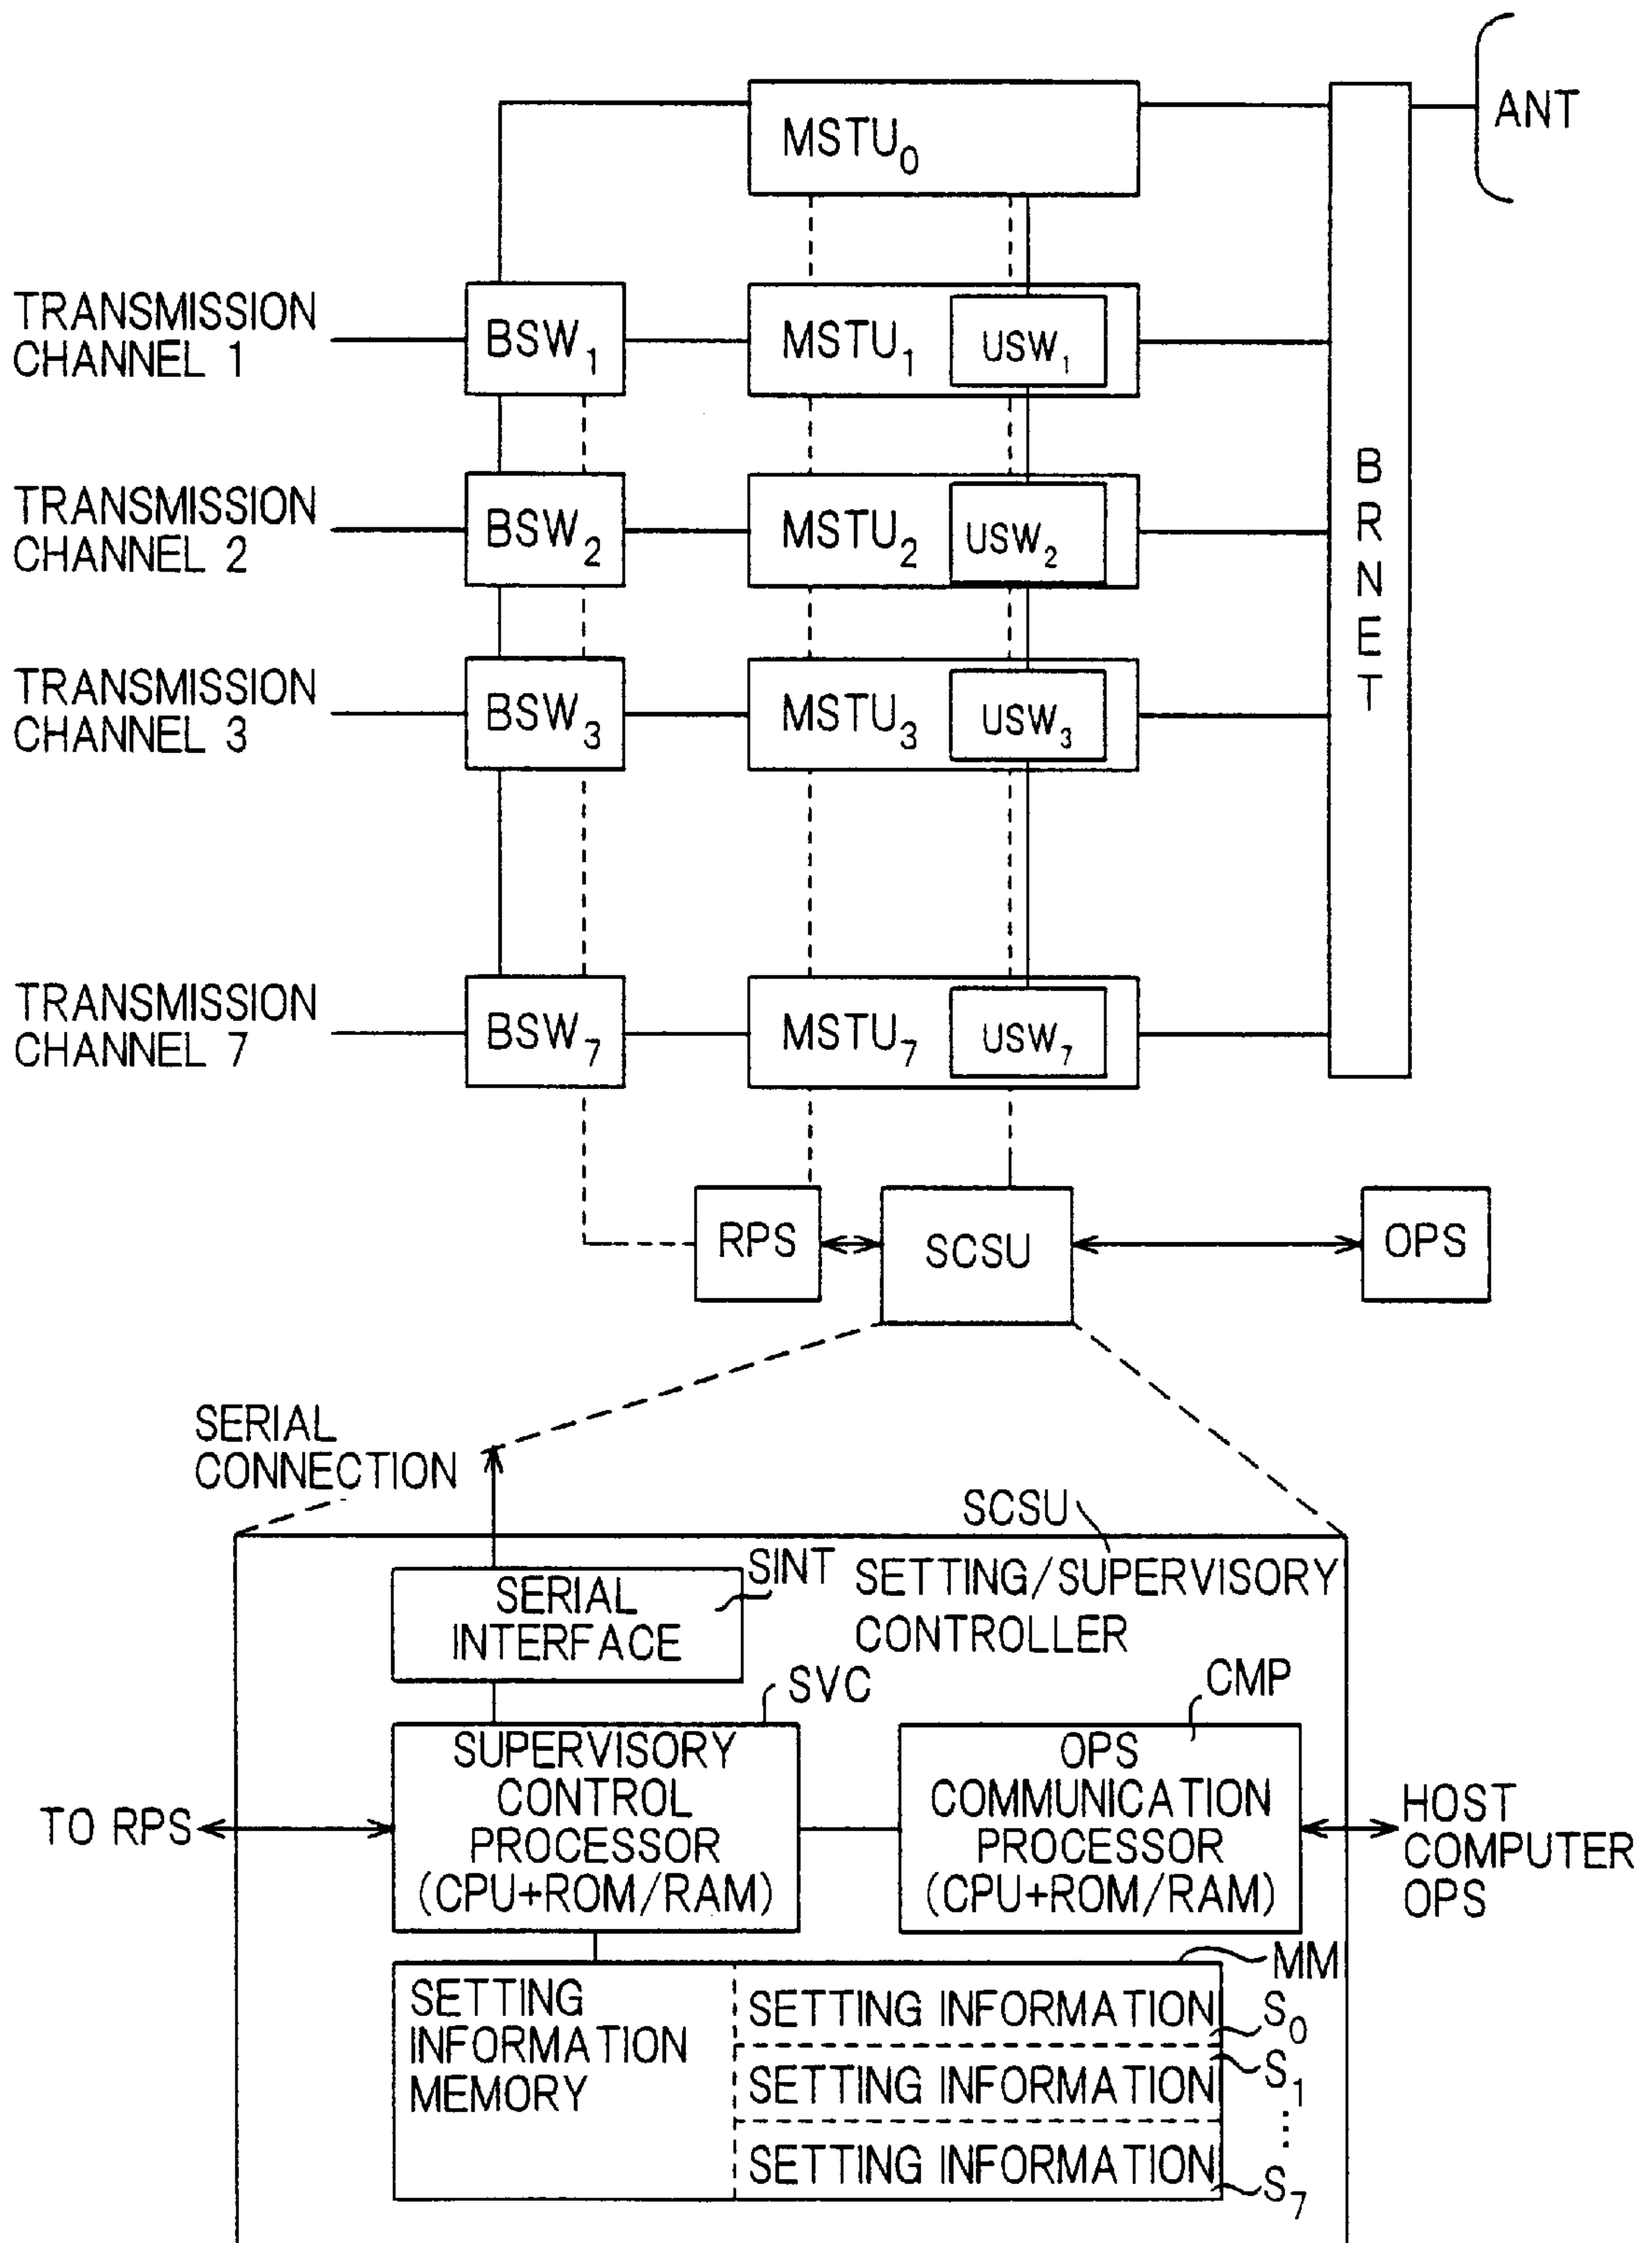 ANT
MSTU0
TRANSMISSION
CHANNEL 1
BSW1
MSTU1
USW1
BRNET
TRANSMISSION
CHANNEL 2
BSW2
MSTU2
USW2
TRANSMISSION
CHANNEL 3
BSW3
MSTU3
USW3
TRANSMISSION
CHANNEL 7
BSW7
MSTU7
USW7
RPS
SCSU
OPS
SERIAL
CONNECTION
SCSU
SINT
SETTING/SUPERVISORY
CONTROLLER
SERIAL
INTERFACE
SVC
CMP
SUPERVISORY
CONTROL
PROCESSOR
(CPU+ROM/RAM)
OPS
COMMUNICATION
PROCESSOR
(CPU+ROM/RAM)
TO RPS
HOST
COMPUTER
OPS
MM
SETTING
INFORMATION
MEMORY
SETTING INFORMATION
S0
SETTING INFORMATION
S1
⋮
SETTING INFORMATION
S7